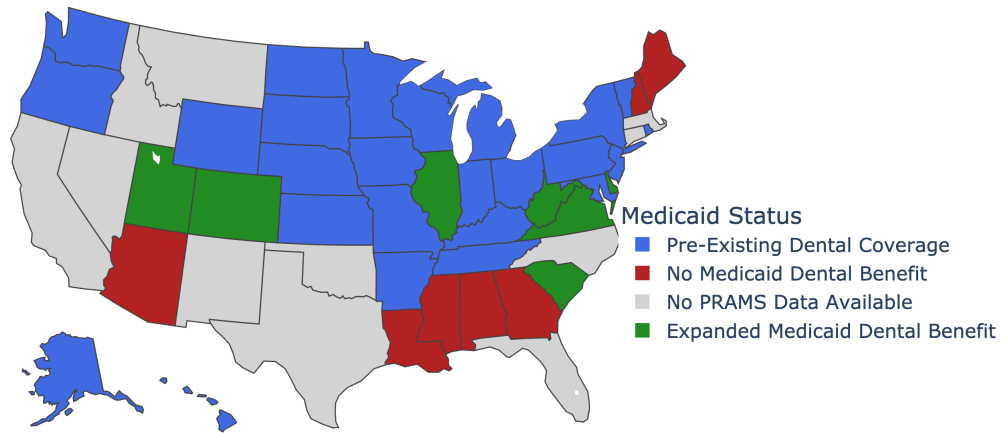 Medicaid Status
Pre-Existing Dental Coverage
No Medicaid Dental Benefit
No PRAMS Data Available
Expanded Medicaid Dental Benefit